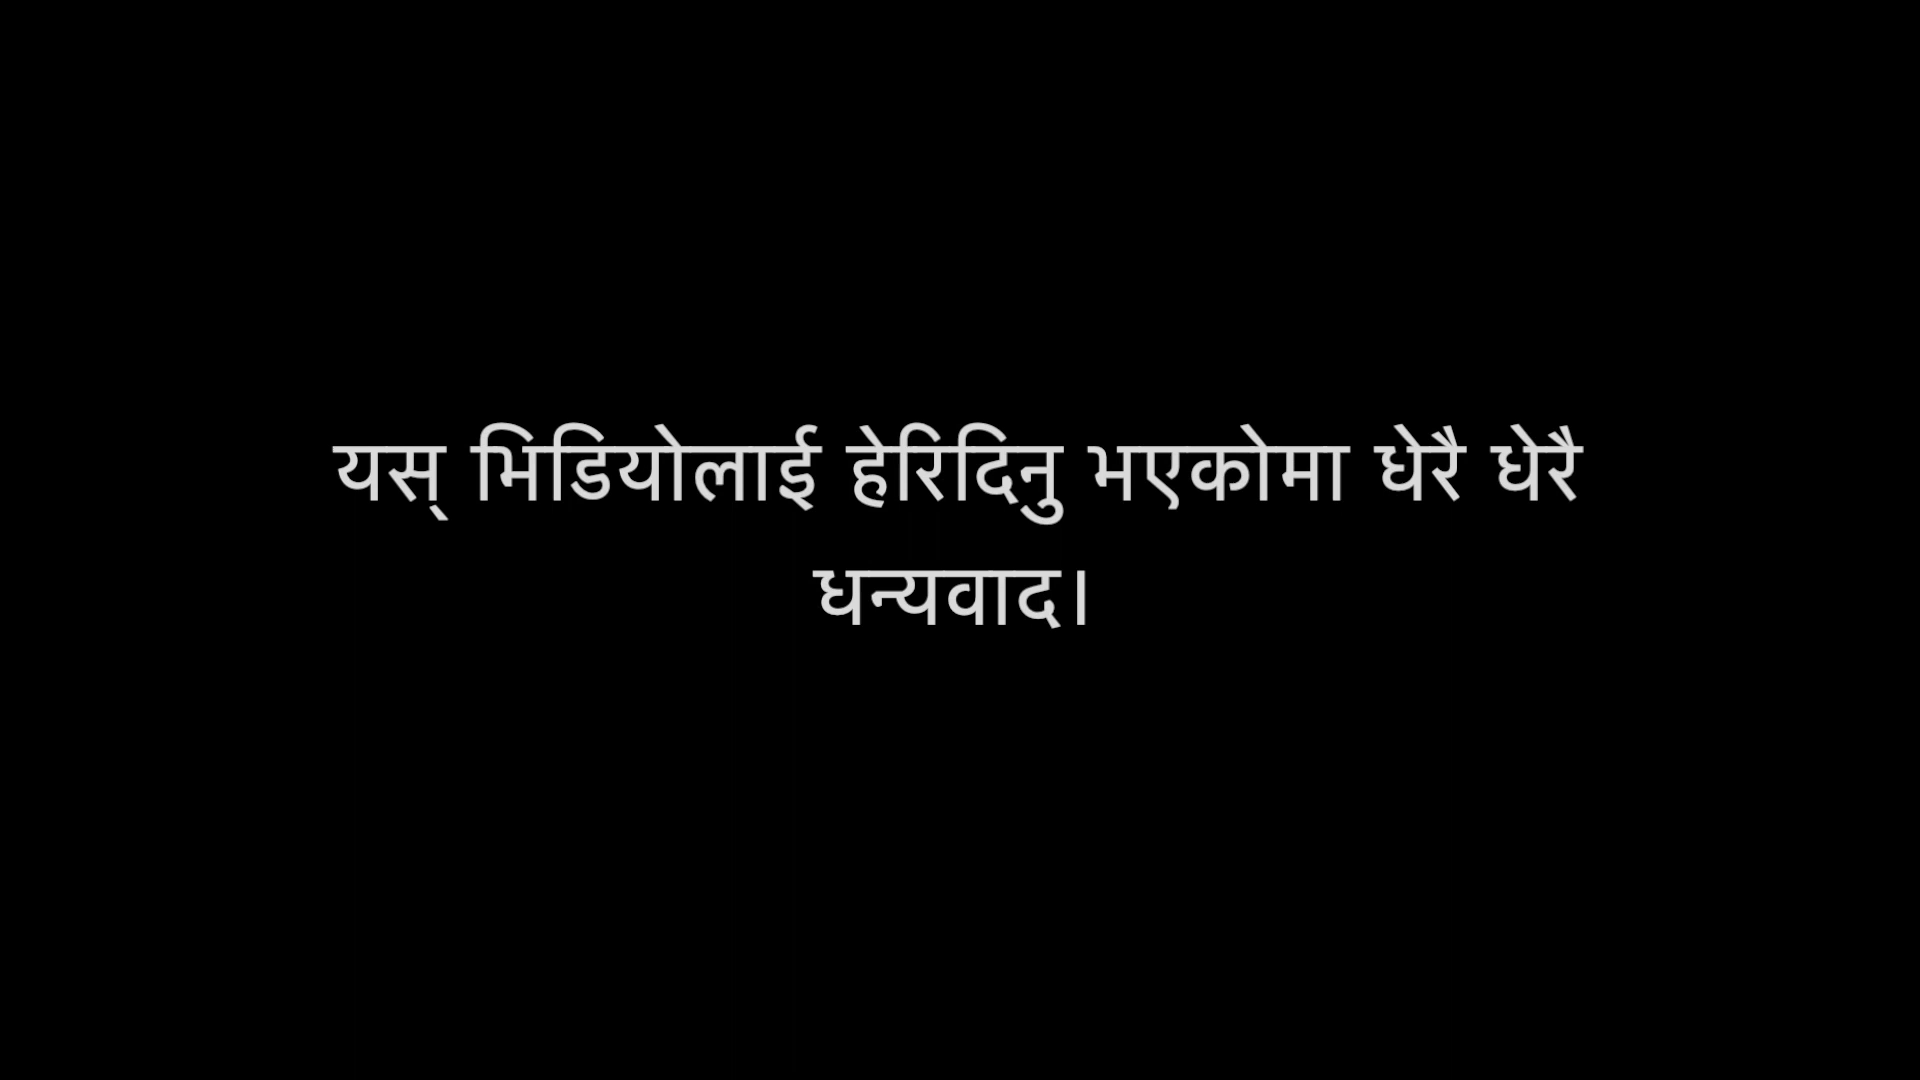 यस् भिडियोलाई हेरिदिनु भएकोमा धेरै धेरै
धन्यवाद।